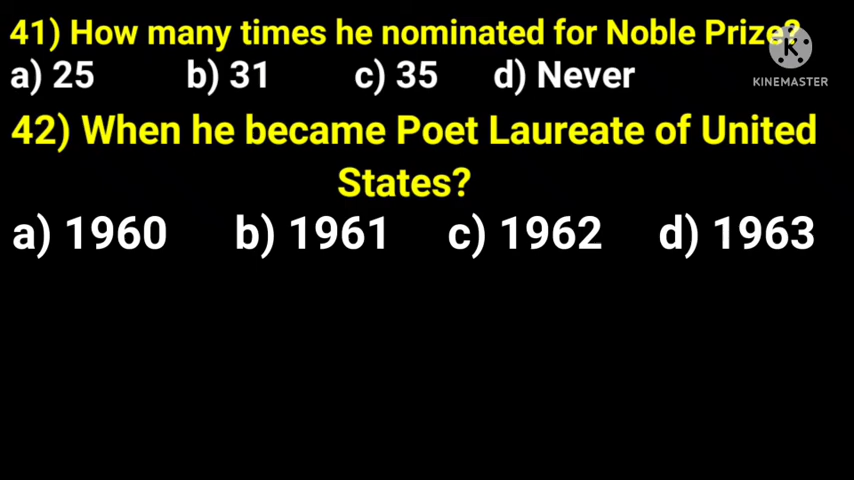 41) How many times he nominated for Noble Prize?
a) 25 b) 31 c) 35 d) Never
K
KINEMASTER
42) When he became Poet Laureate of United
States?
a) 1960 b) 1961 c) 1962 d) 1963